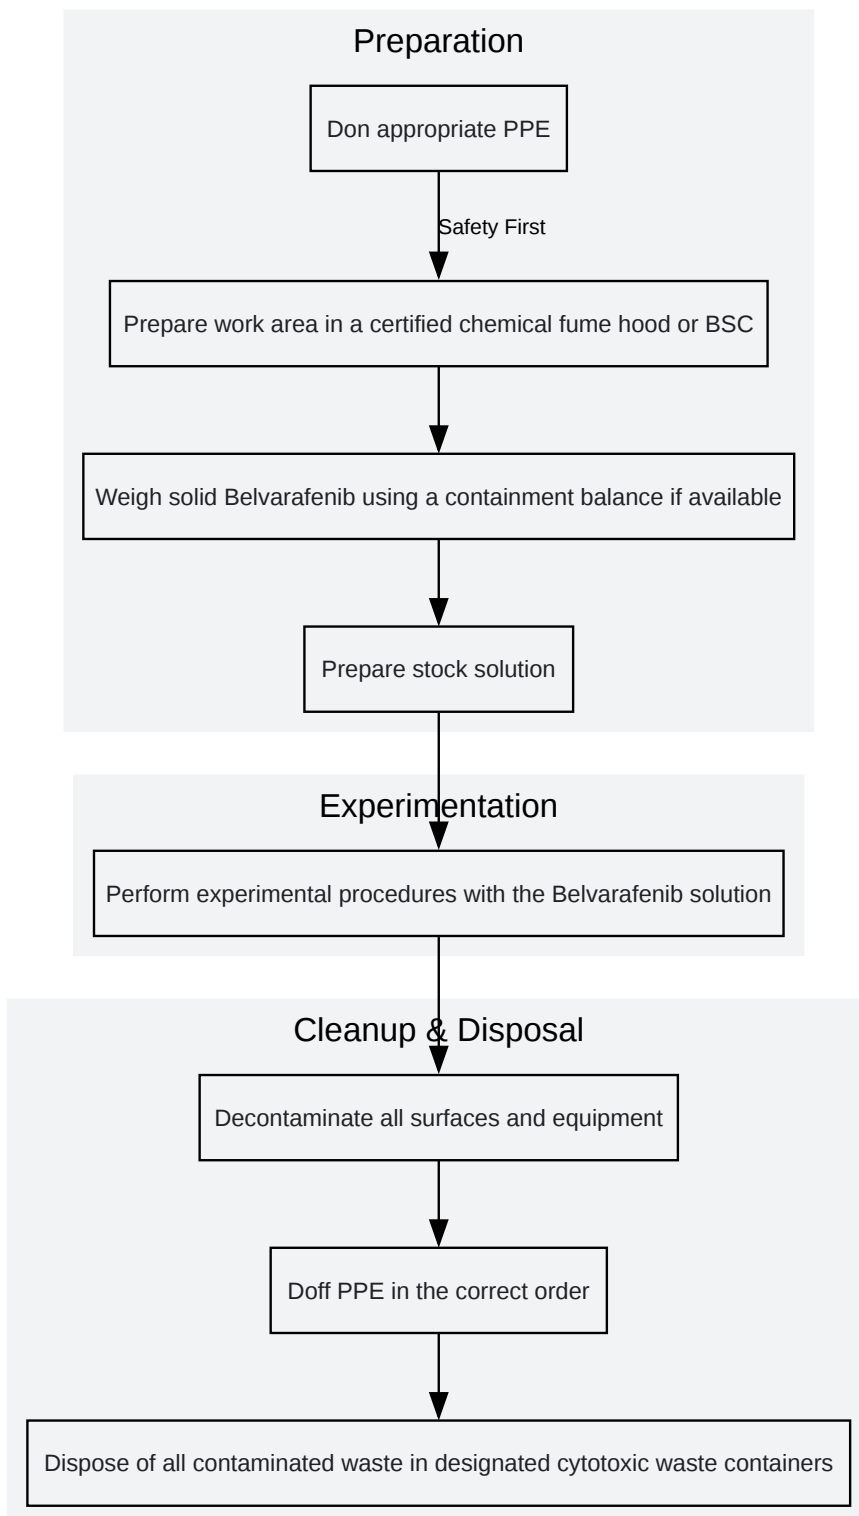 Preparation
Don appropriate PPE
Safety First
Prepare work area in a certified chemical fume hood or BSC
Weigh solid Belvarafenib using a containment balance if available
Prepare stock solution
Experimentation
Perform experimental procedures with the Belvarafenib solution
Cleanup & Disposal
Decontaminate all surfaces and equipment
Doff PPE in the correct order
Dispose of all contaminated waste in designated cytotoxic waste containers